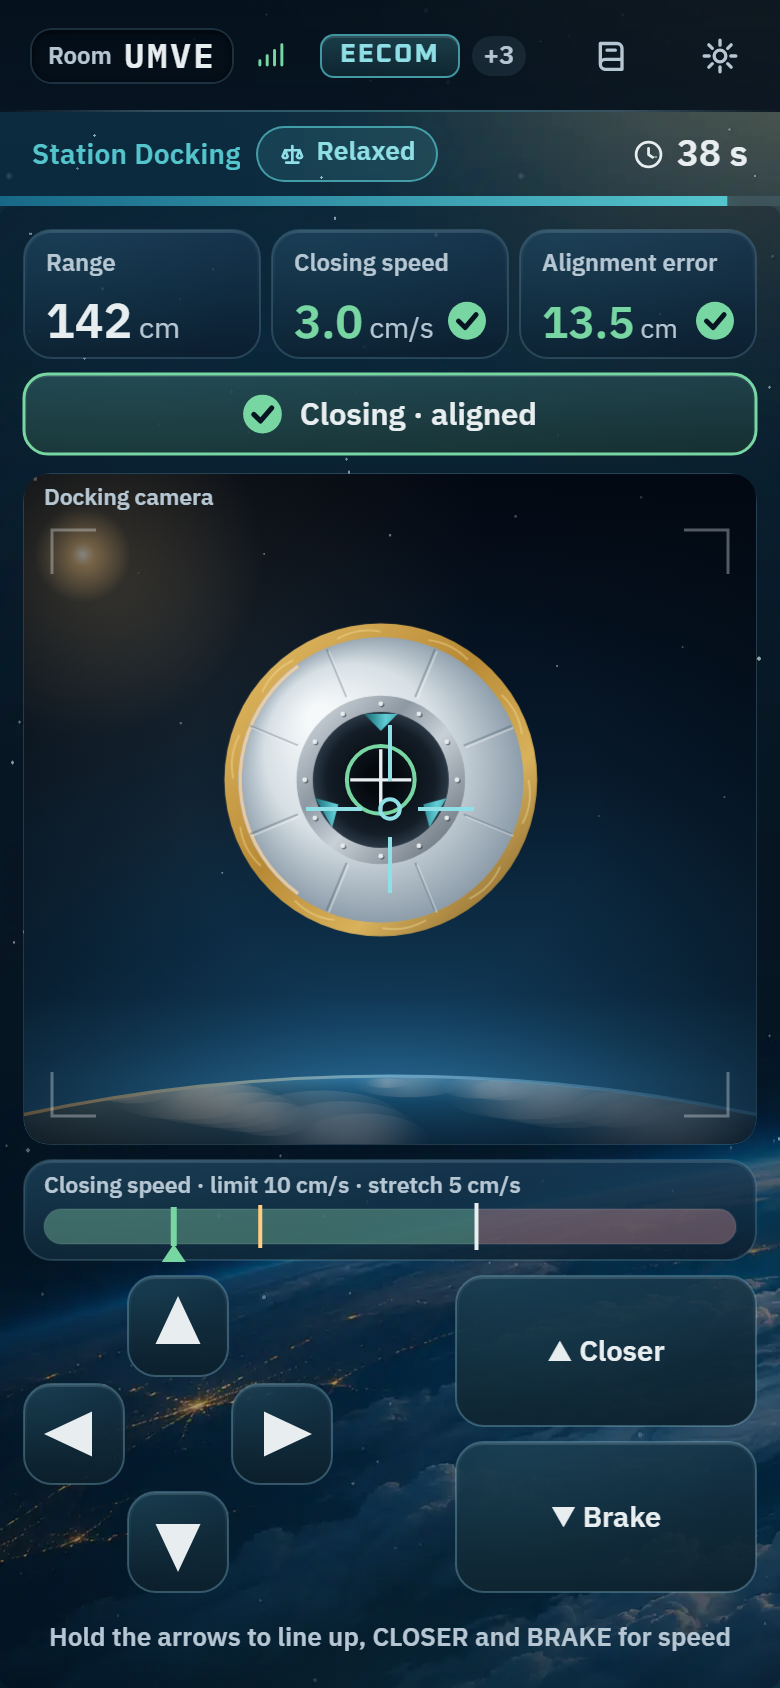 Room UMVE EECOM +3
Station Docking Relaxed 38 s
Range Closing speed Alignment error
142 cm 3.0 cm/s 13.5 cm
Closing · aligned
Docking camera
Closing speed · limit 10 cm/s · stretch 5 cm/s
▲ Closer
▼ Brake
Hold the arrows to line up, CLOSER and BRAKE for speed